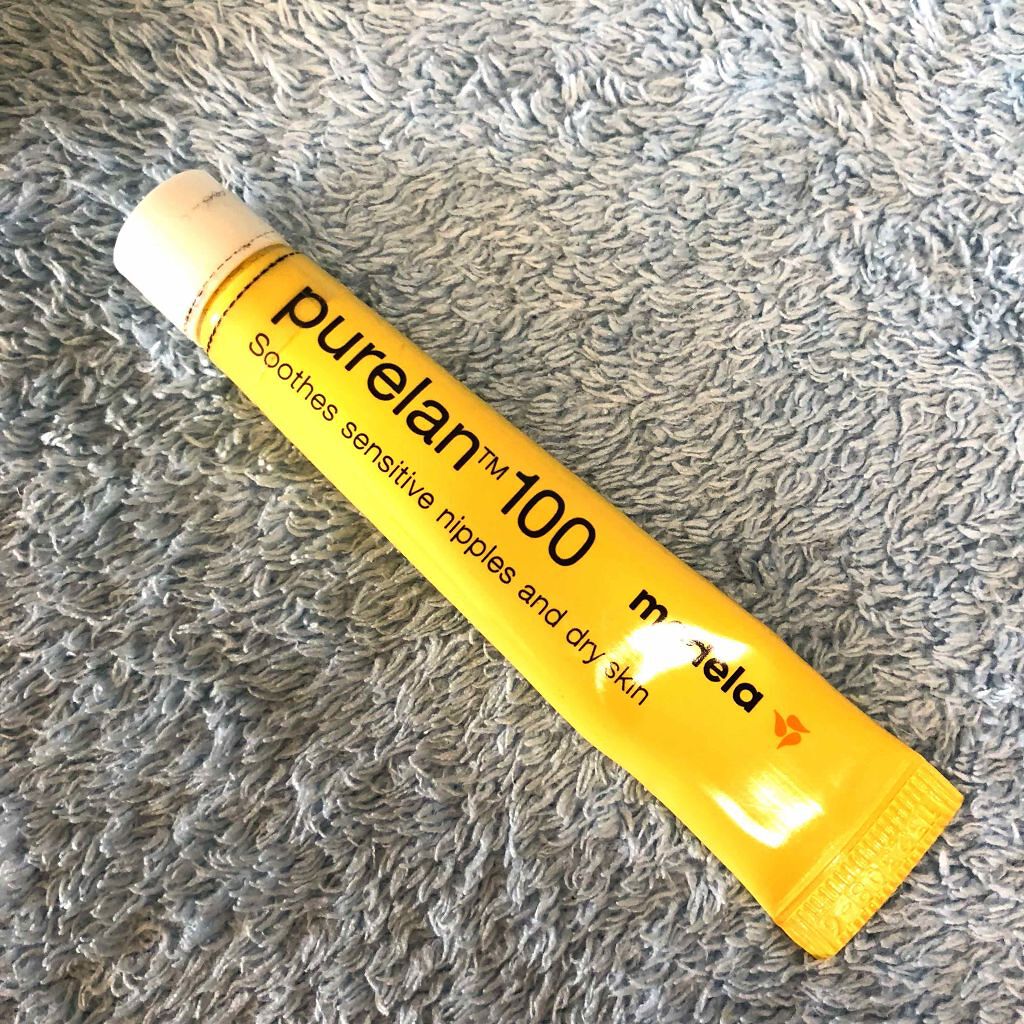 purelan™100
Soothes sensitive nipples and dry skin
medela